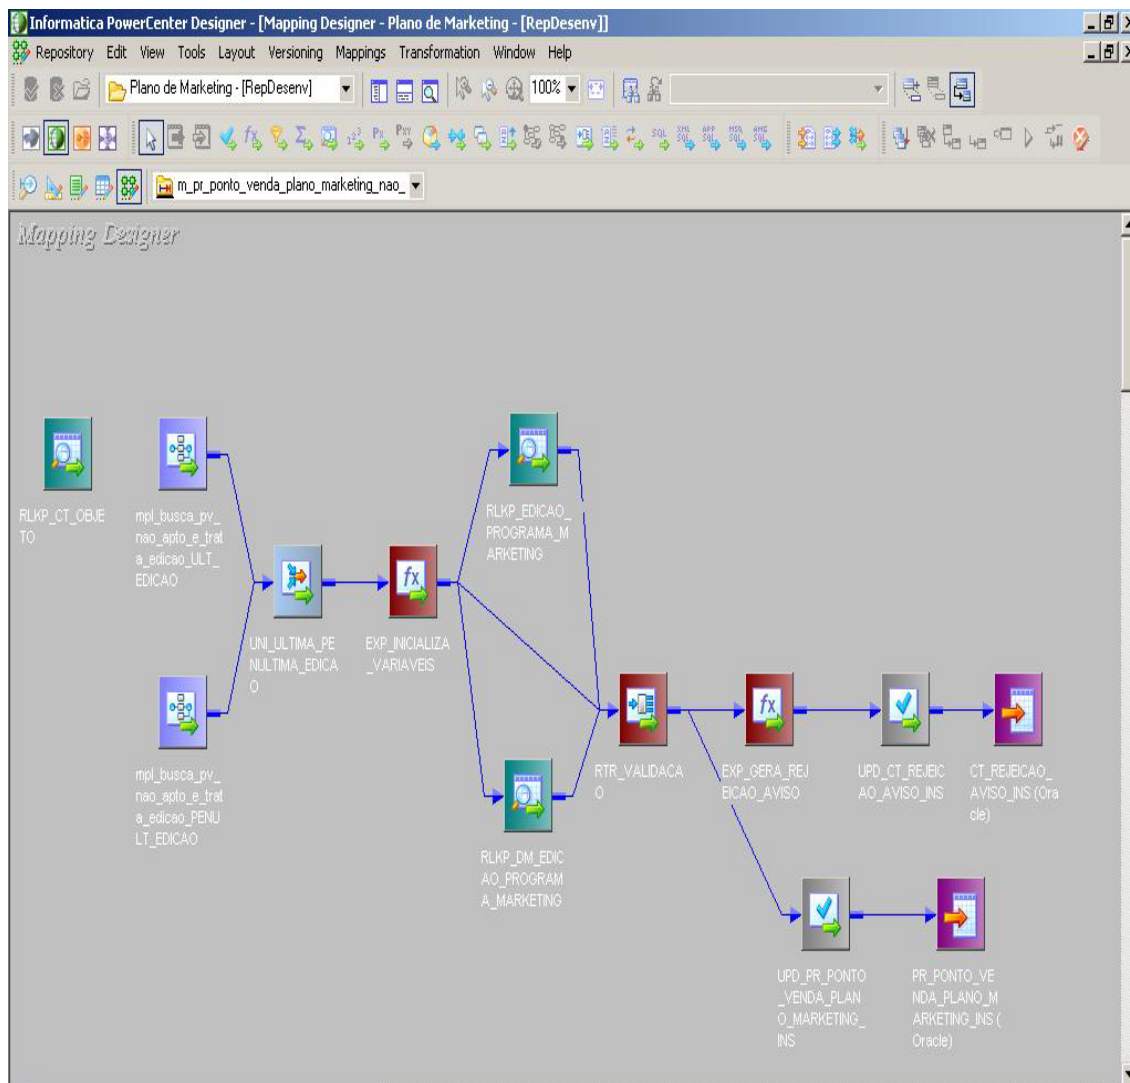 Informatica PowerCenter Designer - [Mapping Designer - Plano de Marketing - [RepDesenv]]
Repository Edit View Tools Layout Versioning Mappings Transformation Window Help
Plano de Marketing - [RepDesenv]
100%
m_pr_ponto_venda_plano_marketing_nao_
Mapping Designer
RLKP_CT_OBJE
TO
mpl_busca_pv_
nao_apto_e_trat
a_edicao_ULT_
EDICAO
RLKP_EDICAO_
PROGRAMA_M
ARKETING
UNI_ULTIMA_PE
NULTIMA_EDICA
O
EXP_INICIALIZA
_VARIAVEIS
mpl_busca_pv_
nao_apto_e_trat
a_edicao_PENU
LT_EDICAO
RLKP_DM_EDIC
AO_PROGRAM
A_MARKETING
RTR_VALIDACA
O
EXP_GERA_REJ
EICAO_AVISO
UPD_CT_REJEIC
AO_AVISO_INS
CT_REJEICAO_
AVISO_INS (Ora
cle)
UPD_PR_PONTO
_VENDA_PLAN
O_MARKETING_
INS
PR_PONTO_VE
NDA_PLANO_M
ARKETING_INS (
Oracle)